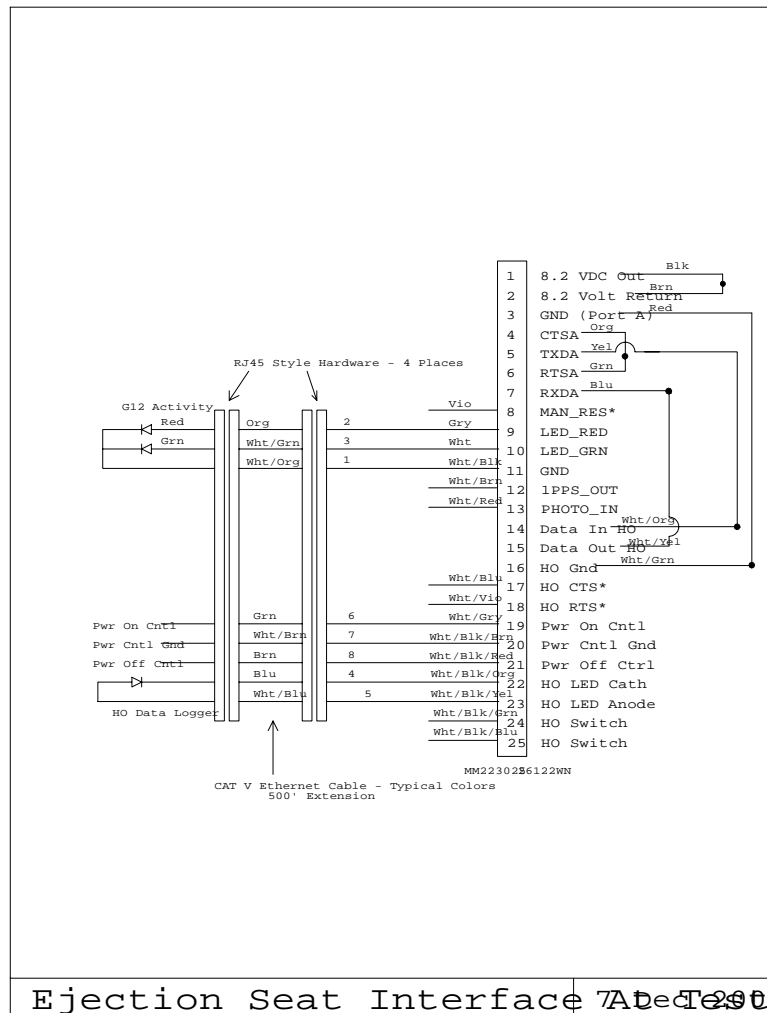 Blk
1 8.2 VDC Out
Brn
2 8.2 Volt Return
Red
3 GND (Port A)
Org
4 CTSA
Yel
5 TXDA
Grn
6 RTSA
Blu
7 RXDA
RJ45 Style Hardware - 4 Places
G12 Activity
Vio
8 MAN_RES*
Red Org 2 Gry
9 LED_RED
Grn Wht/Grn 3 Wht
10 LED_GRN
Wht/Org 1 Wht/Blk
11 GND
Wht/Brn
12 1PPS_OUT
Wht/Red
13 PHOTO_IN
Wht/Org
14 Data In HO
Wht/Yel
15 Data Out HO
Wht/Grn
16 HO Gnd
Wht/Blu
17 HO CTS*
Wht/Vio
18 HO RTS*
Pwr On Cntl Grn 6 Wht/Gry
19 Pwr On Cntl
Pwr Cntl Gnd Wht/Brn 7 Wht/Blk/Brn
20 Pwr Cntl Gnd
Pwr Off Cntl Brn 8 Wht/Blk/Red
21 Pwr Off Ctrl
Blu 4 Wht/Blk/Org
22 HO LED Cath
Wht/Blu 5 Wht/Blk/Yel
23 HO LED Anode
HO Data Logger
Wht/Blk/Grn
24 HO Switch
Wht/Blk/Blu
25 HO Switch
CAT V Ethernet Cable - Typical Colors
500' Extension
Ejection Seat Interface At Test
7 Dec 200